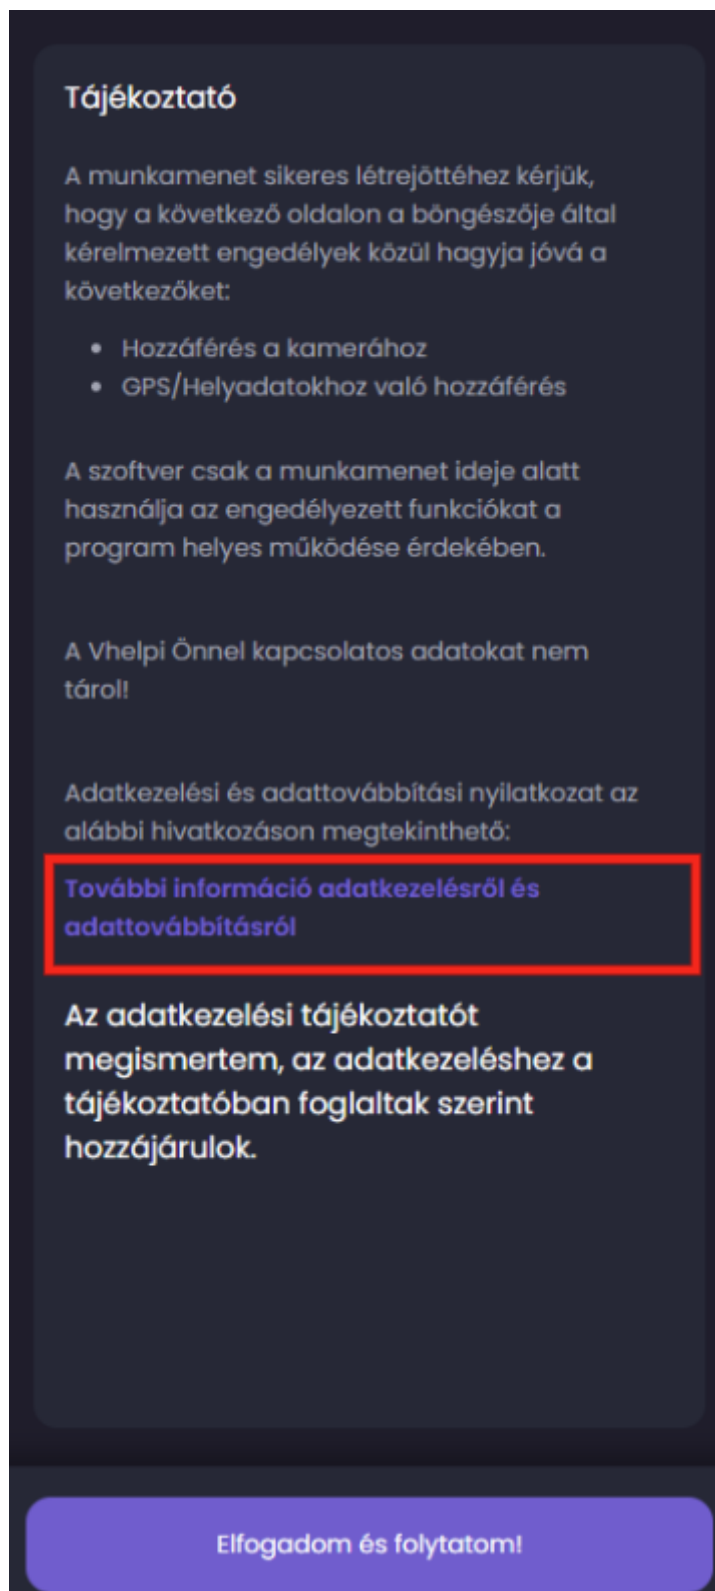 Tájékoztató
A munkamenet sikeres létrejöttéhez kérjük,
hogy a következő oldalon a böngészője által
kérelmezett engedélyek közül hagyja jóvá a
következőket:
• Hozzáférés a kamerához
• GPS/Helyadatokhoz való hozzáférés
A szoftver csak a munkamenet ideje alatt
használja az engedélyezett funkciókat a
program helyes működése érdekében.
A Vhelpi Önnel kapcsolatos adatokat nem
tárol!
Adatkezelési és adattovábbítási nyilatkozat az
alábbi hivatkozáson megtekinthető:
További információ adatkezelésről és
adattovábbításról
Az adatkezelési tájékoztatót
megismertem, az adatkezeléshez a
tájékoztatóban foglaltak szerint
hozzájárulok.
Elfogadom és folytatom!